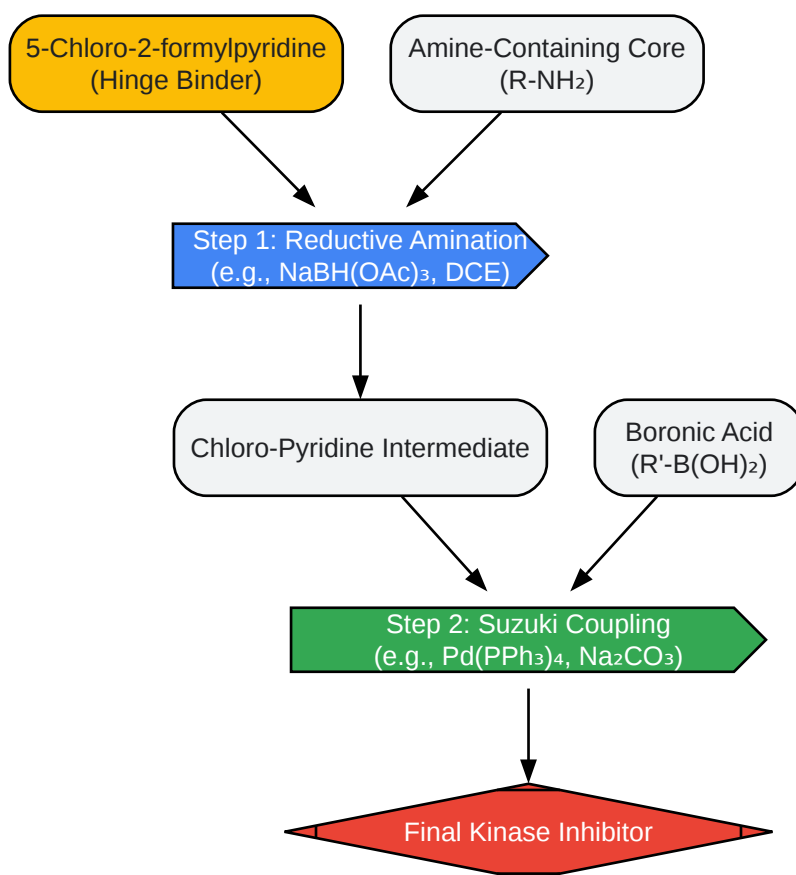 5-Chloro-2-formylpyridine
(Hinge Binder)
Amine-Containing Core
(R-NH₂)
Step 1: Reductive Amination
(e.g., NaBH(OAc)₃, DCE)
Chloro-Pyridine Intermediate
Boronic Acid
(R'-B(OH)₂)
Step 2: Suzuki Coupling
(e.g., Pd(PPh₃)₄, Na₂CO₃)
Final Kinase Inhibitor